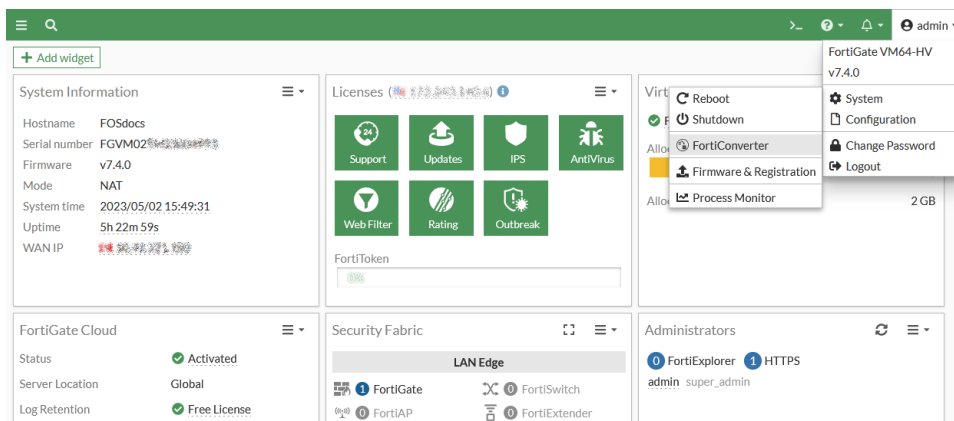 >_
? 
admin
+ Add widget
FortiGate VM64-HV
v7.4.0
System
Configuration
Change Password
Logout
Reboot
Shutdown
FortiConverter
Firmware & Registration
Process Monitor
System Information
Hostname FOSdocs
Serial number FGVM02
Firmware v7.4.0
Mode NAT
System time 2023/05/02 15:49:31
Uptime 5h 22m 59s
WAN IP
Licenses (
24
Support
Updates
IPS
AntiVirus
Web Filter
Rating
Outbreak
FortiToken
Virt
F
Allo
Allo
2 GB
FortiGate Cloud
Status Activated
Server Location Global
Log Retention Free License
Security Fabric
LAN Edge
1 FortiGate
0 FortiSwitch
0 FortiAP
0 FortiExtender
Administrators
0 FortiExplorer 1 HTTPS
admin super_admin